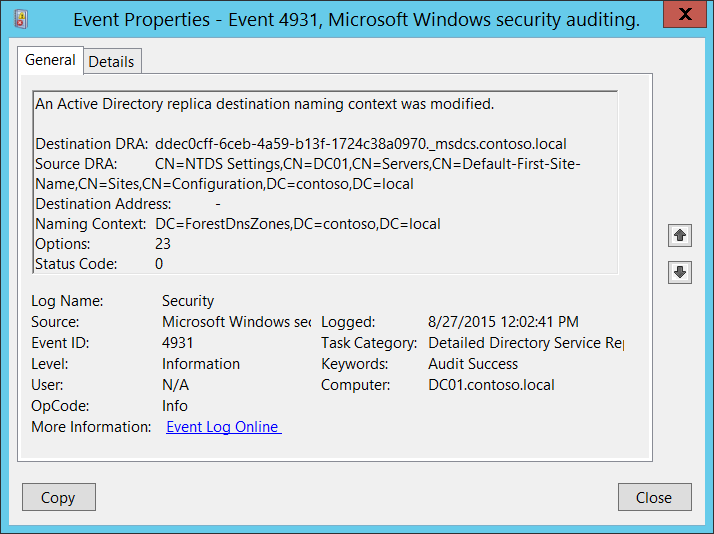 Event Properties - Event 4931, Microsoft Windows security auditing.
X
General Details
An Active Directory replica destination naming context was modified.
Destination DRA: ddec0cff-6ceb-4a59-b13f-1724c38a0970._msdcs.contoso.local
Source DRA: CN=NTDS Settings,CN=DC01,CN=Servers,CN=Default-First-Site-
Name,CN=Sites,CN=Configuration,DC=contoso,DC=local
Destination Address: -
Naming Context: DC=ForestDnsZones,DC=contoso,DC=local
Options: 23
Status Code: 0
Log Name: Security
Source: Microsoft Windows sec Logged: 8/27/2015 12:02:41 PM
Event ID: 4931 Task Category: Detailed Directory Service Rep
Level: Information Keywords: Audit Success
User: N/A Computer: DC01.contoso.local
OpCode: Info
More Information: Event Log Online
Copy Close